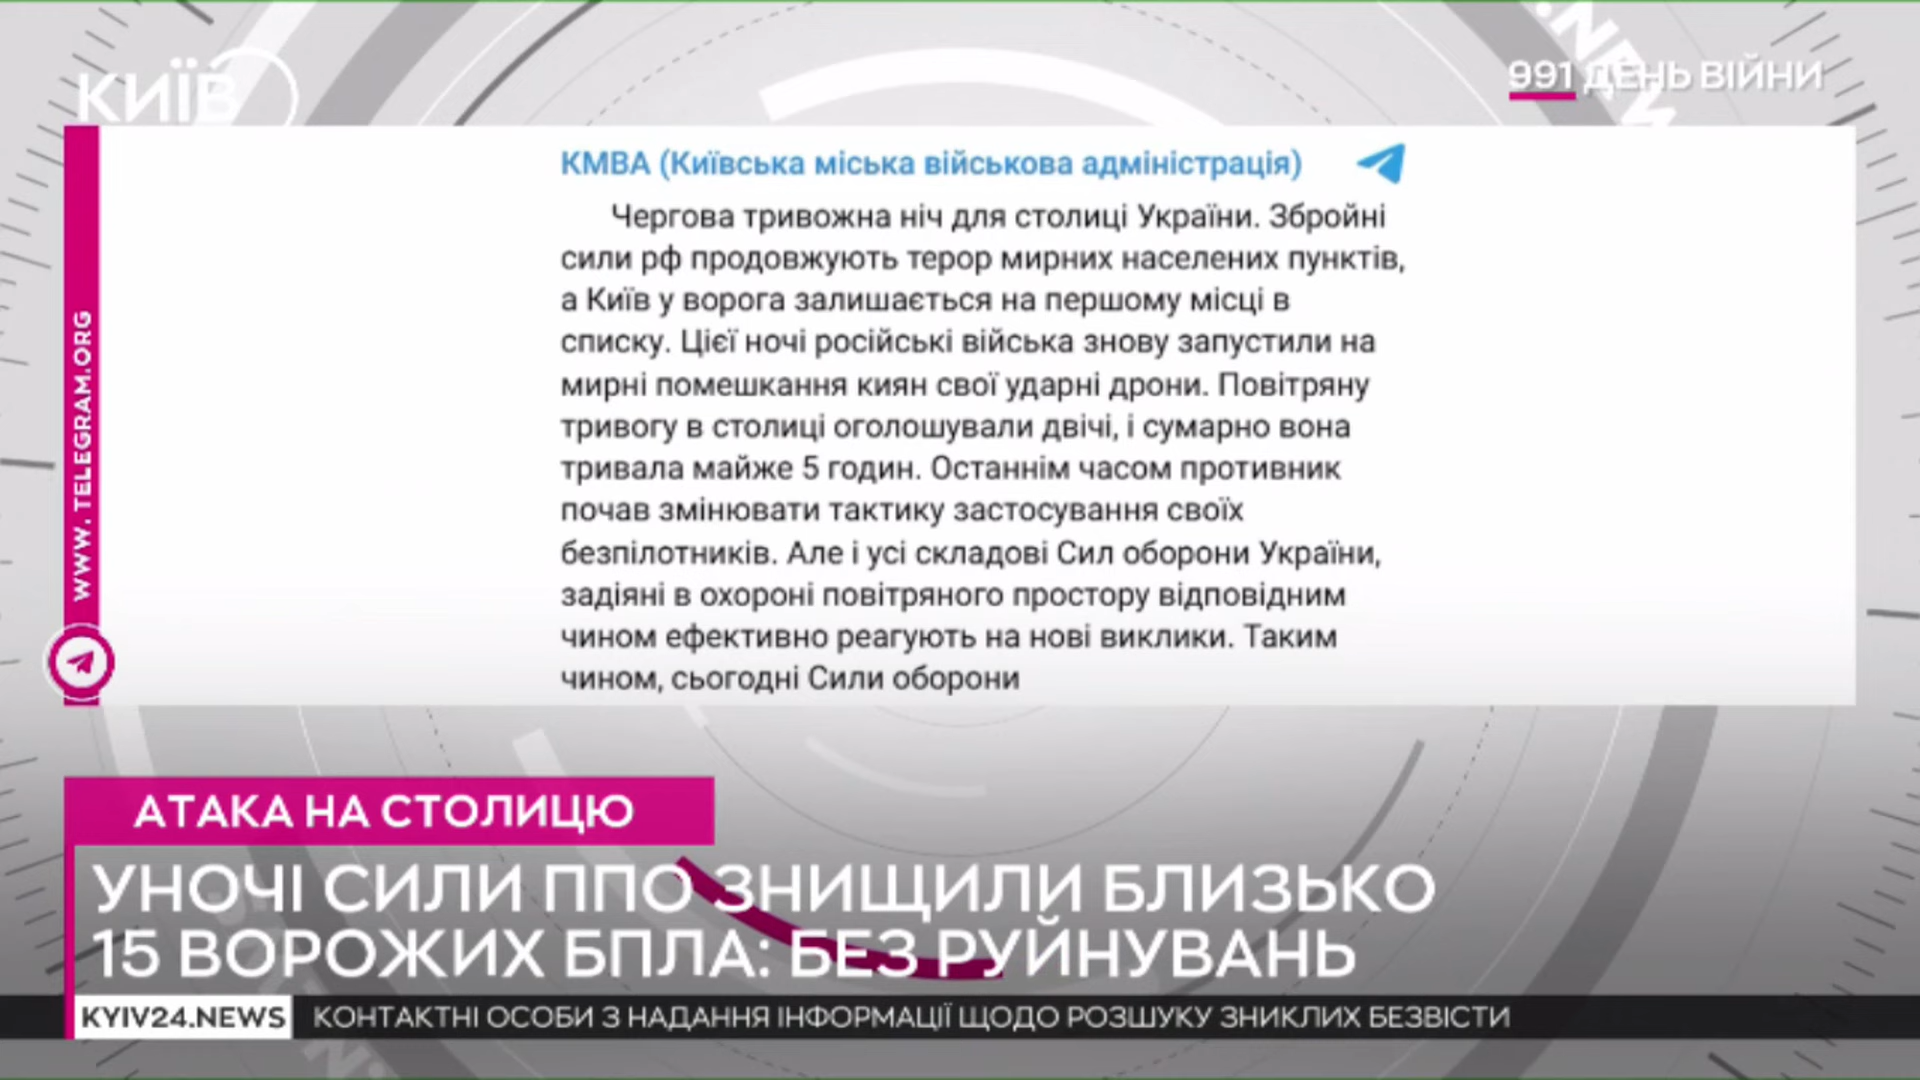 КИЇВ
991 ДЕНЬ ВІЙНИ
КМВА (Київська міська військова адміністрація)
Чергова тривожна ніч для столиці України. Збройні
сили рф продовжують терор мирних населених пунктів,
а Київ у ворога залишається на першому місці в
списку. Цієї ночі російські війська знову запустили на
мирні помешкання киян свої ударні дрони. Повітряну
тривогу в столиці оголошували двічі, і сумарно вона
тривала майже 5 годин. Останнім часом противник
почав змінювати тактику застосування своїх
безпілотників. Але і усі складові Сил оборони України,
задіяні в охороні повітряного простору відповідним
чином ефективно реагують на нові виклики. Таким
чином, сьогодні Сили оборони
WWW. TELEGRAM.ORG
АТАКА НА СТОЛИЦЮ
УНОЧІ СИЛИ ППО ЗНИЩИЛИ БЛИЗЬКО
15 ВОРОЖИХ БПЛА: БЕЗ РУЙНУВАНЬ
KYIV24.NEWS
КОНТАКТНІ ОСОБИ З НАДАННЯ ІНФОРМАЦІЇ ЩОДО РОЗШУКУ ЗНИКЛИХ БЕЗВІСТИ